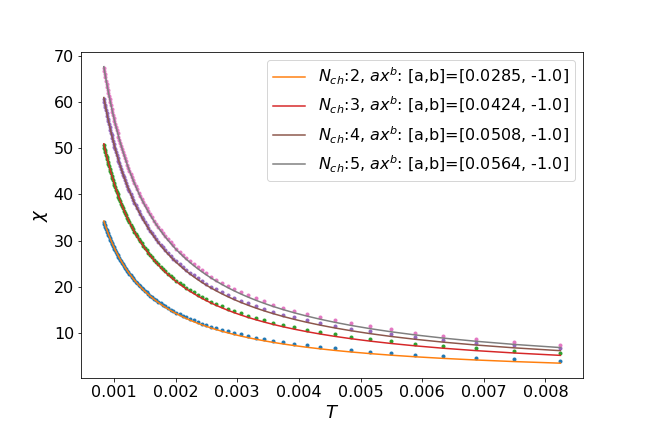 70
60
50
40
30
20
10
χ
0.001 0.002 0.003 0.004 0.005 0.006 0.007 0.008
T
N_ch:2, ax^b: [a,b]=[0.0285, -1.0]
N_ch:3, ax^b: [a,b]=[0.0424, -1.0]
N_ch:4, ax^b: [a,b]=[0.0508, -1.0]
N_ch:5, ax^b: [a,b]=[0.0564, -1.0]